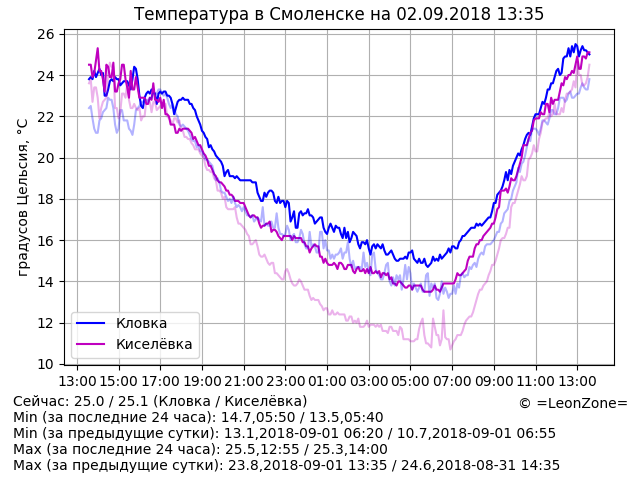 Температура в Смоленске на 02.09.2018 13:35
градусов Цельсия, °C
26
24
22
20
18
16
14
12
10
Кловка
Киселёвка
13:00 15:00 17:00 19:00 21:00 23:00 01:00 03:00 05:00 07:00 09:00 11:00 13:00
Сейчас: 25.0 / 25.1 (Кловка / Киселёвка)
© =LeonZone=
Min (за последние 24 часа): 14.7,05:50 / 13.5,05:40
Min (за предыдущие сутки): 13.1,2018-09-01 06:20 / 10.7,2018-09-01 06:55
Max (за последние 24 часа): 25.5,12:55 / 25.3,14:00
Max (за предыдущие сутки): 23.8,2018-09-01 13:35 / 24.6,2018-08-31 14:35